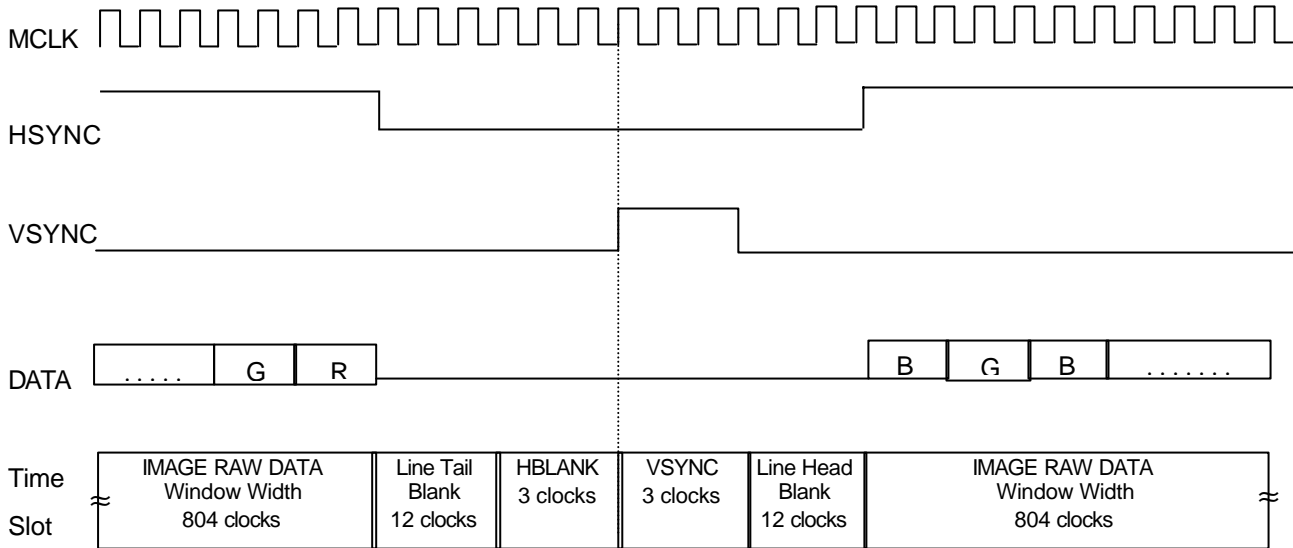 MCLK
HSYNC
VSYNC
DATA
. . . . .
G
R
B
G
B
. . . . . . .
Time
Slot
IMAGE RAW DATA
Window Width
804 clocks
Line Tail
Blank
12 clocks
HBLANK
3 clocks
VSYNC
3 clocks
Line Head
Blank
12 clocks
IMAGE RAW DATA
Window Width
804 clocks